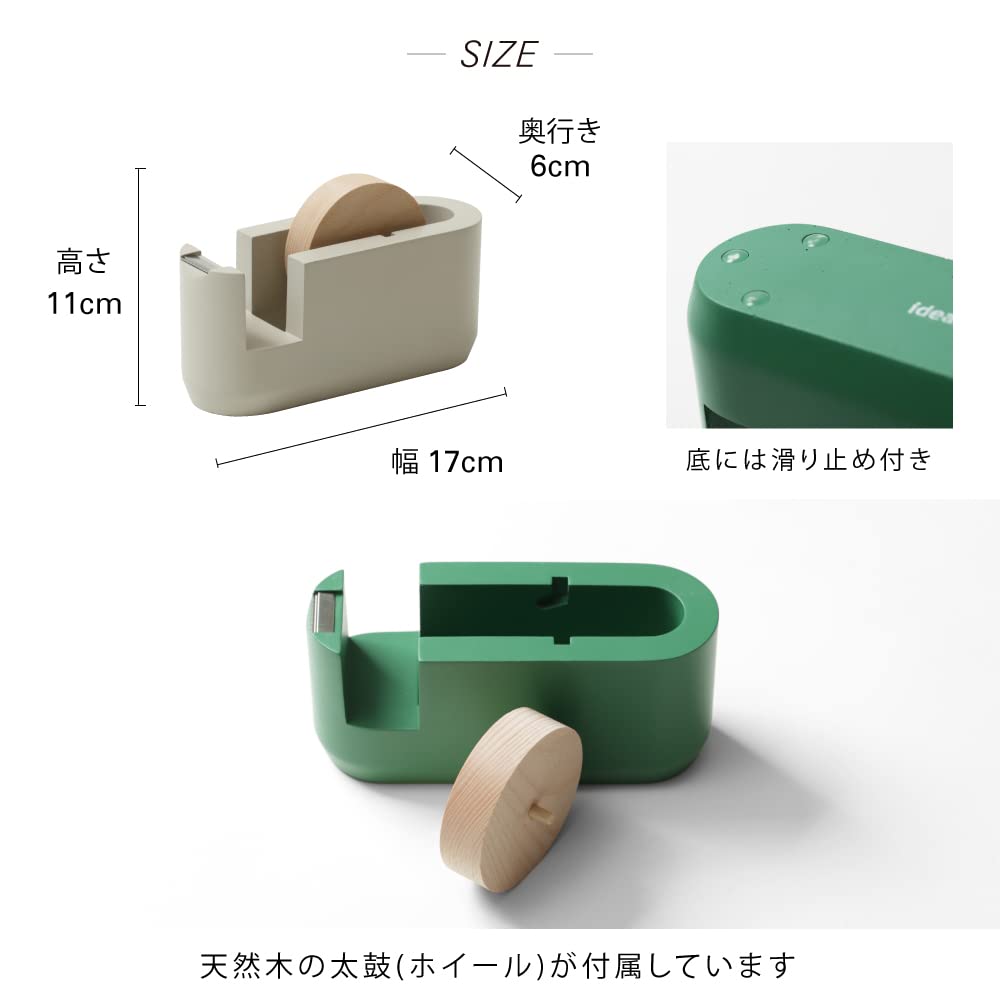 SIZE
奥行き
6cm
高さ
11cm
幅 17cm
idea
底には滑り止め付き
天然木の太鼓(ホイール)が付属しています